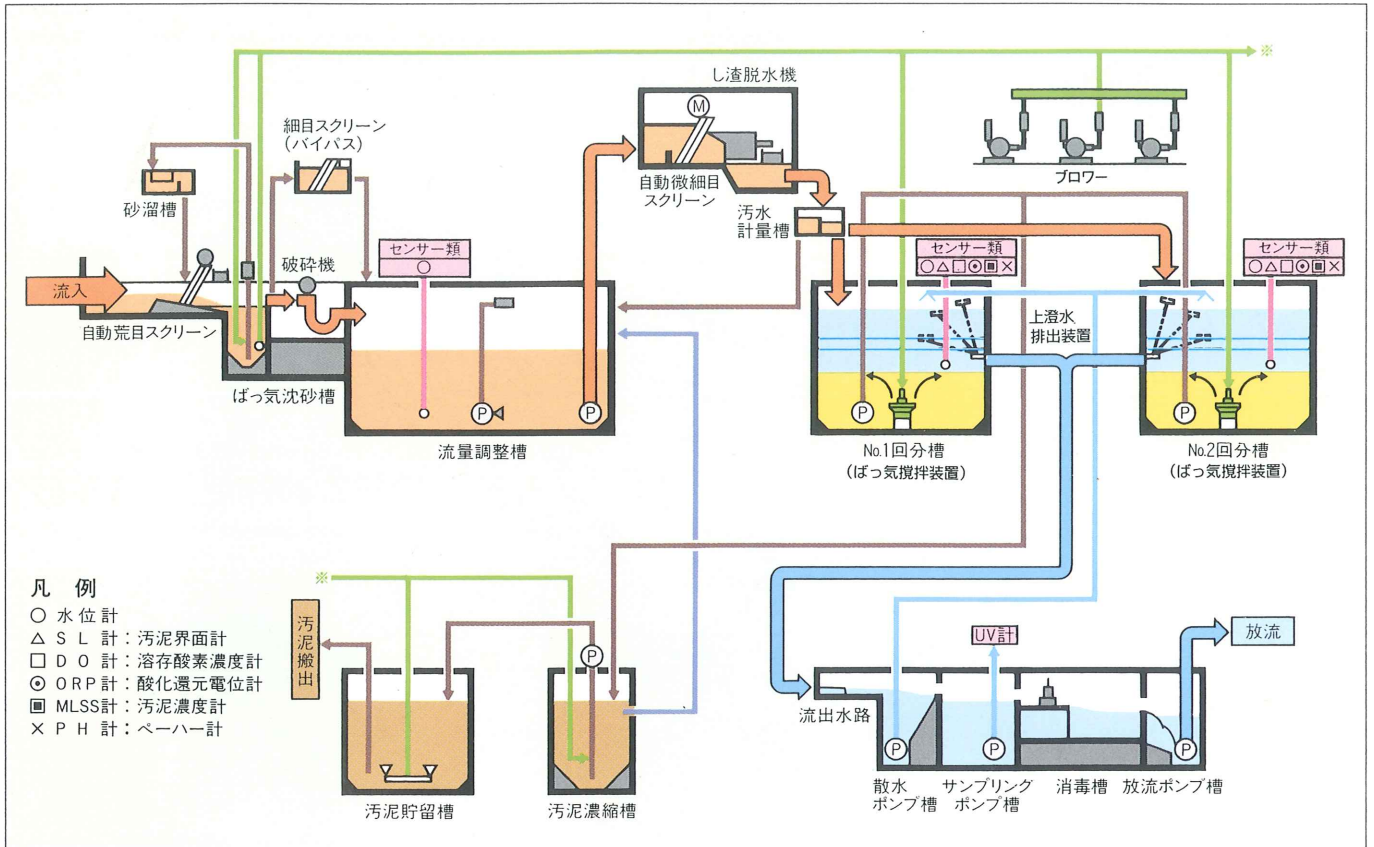 ※
し渣脱水機
M
細目スクリーン
(バイパス)
砂溜槽
自動微細目
スクリーン
ブロワー
汚水
計量槽
センサー類
○
破砕機
センサー類
○△□◉▣×
センサー類
○△□◉▣×
流入
自動荒目スクリーン
上澄水
排出装置
ばっ気沈砂槽
P
P
P
P
流量調整槽
No.1回分槽
(ばっ気撹拌装置)
No.2回分槽
(ばっ気撹拌装置)
凡 例
○ 水位計
△ SL計:汚泥界面計
□ DO計:溶存酸素濃度計
◉ ORP計:酸化還元電位計
▣ MLSS計:汚泥濃度計
× PH計:ペーハー計
※
汚泥搬出
P
UV計
放流
流出水路
P
P
P
汚泥貯留槽
汚泥濃縮槽
散水
ポンプ槽
サンプリング
ポンプ槽
消毒槽
放流ポンプ槽